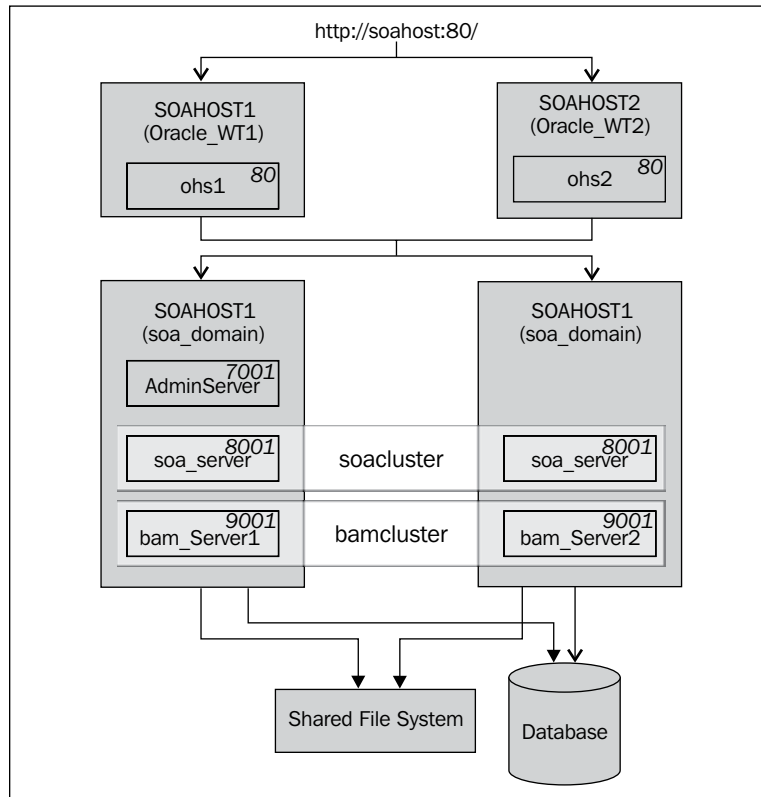 http://soahost:80/
SOAHOST1
(Oracle_WT1)
80
ohs1
SOAHOST2
(Oracle_WT2)
80
ohs2
SOAHOST1
(soa_domain)
7001
AdminServer
8001
soa_server
9001
bam_Server1
soacluster
bamcluster
SOAHOST1
(soa_domain)
8001
soa_server
9001
bam_Server2
Shared File System
Database